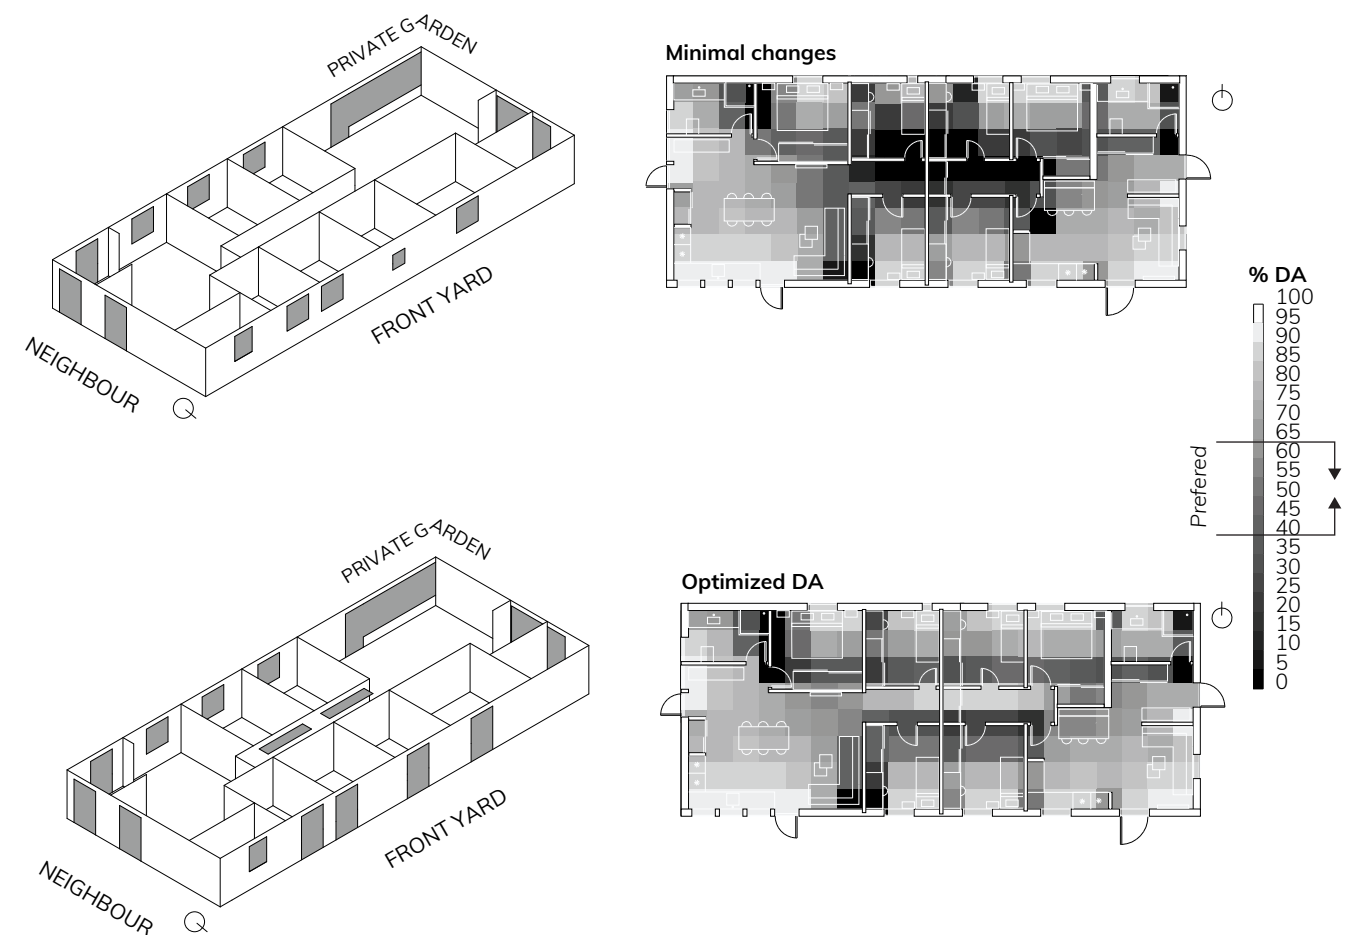 PRIVATE GARDEN
FRONT YARD
NEIGHBOUR
Minimal changes
% DA
100
95
90
85
80
75
70
65
60
55
50
45
40
35
30
25
20
15
10
5
0
Prefered
PRIVATE GARDEN
FRONT YARD
NEIGHBOUR
Optimized DA